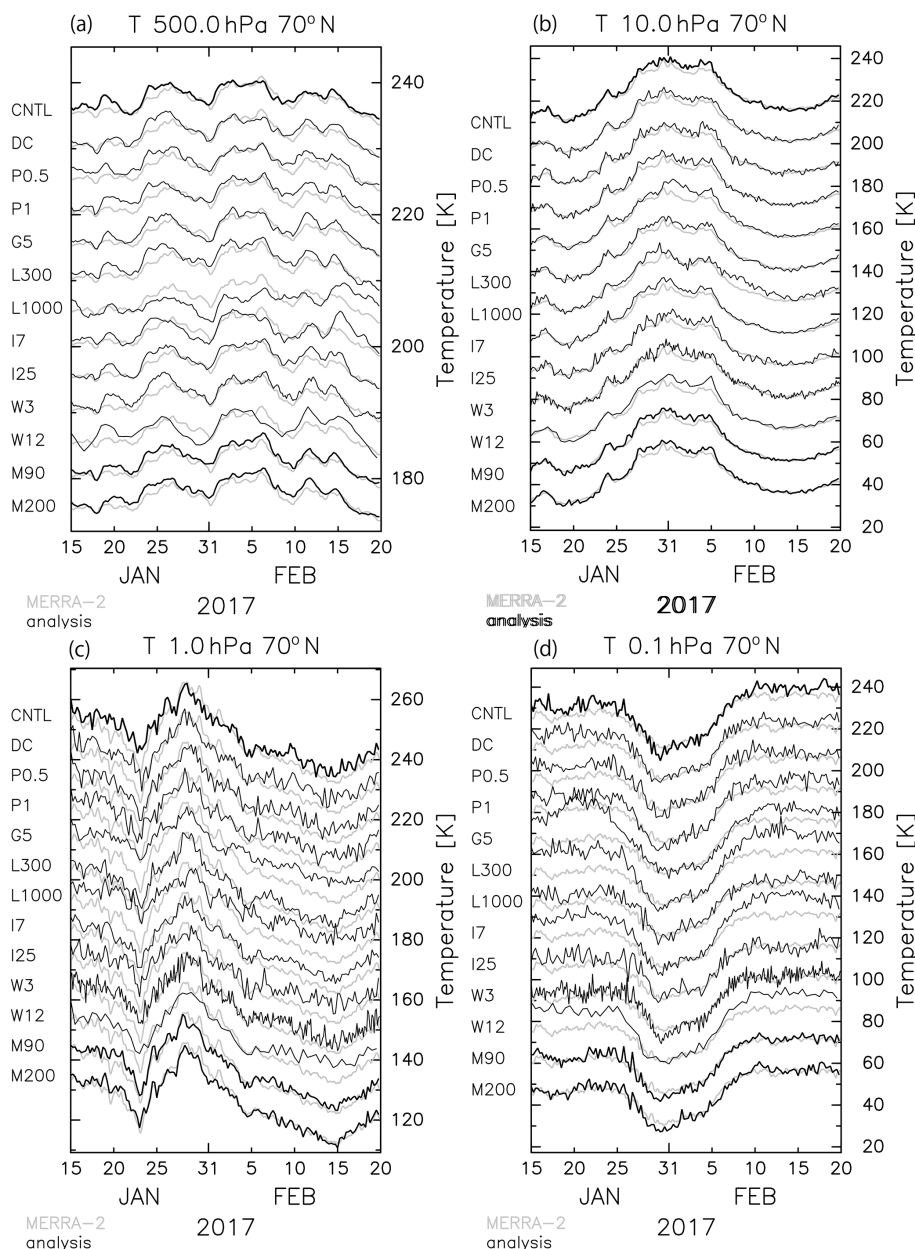 (a) T 500.0 hPa 70° N
240
220
200
180
Temperature [K]
CNTL
DC
P0.5
P1
G5
L300
L1000
I7
I25
W3
W12
M90
M200
15 20 25 31 5 10 15 20
JAN FEB
MERRA-2
analysis
2017
(b) T 10.0 hPa 70° N
240
220
200
180
160
140
120
100
80
60
40
20
Temperature [K]
CNTL
DC
P0.5
P1
G5
L300
L1000
I7
I25
W3
W12
M90
M200
15 20 25 31 5 10 15 20
JAN FEB
MERRA-2
analysis
2017
(c) T 1.0 hPa 70° N
260
240
220
200
180
160
140
120
Temperature [K]
CNTL
DC
P0.5
P1
G5
L300
L1000
I7
I25
W3
W12
M90
M200
15 20 25 31 5 10 15 20
JAN FEB
MERRA-2
analysis
2017
(d) T 0.1 hPa 70° N
240
220
200
180
160
140
120
100
80
60
40
20
Temperature [K]
CNTL
DC
P0.5
P1
G5
L300
L1000
I7
I25
W3
W12
M90
M200
15 20 25 31 5 10 15 20
JAN FEB
MERRA-2
analysis
2017